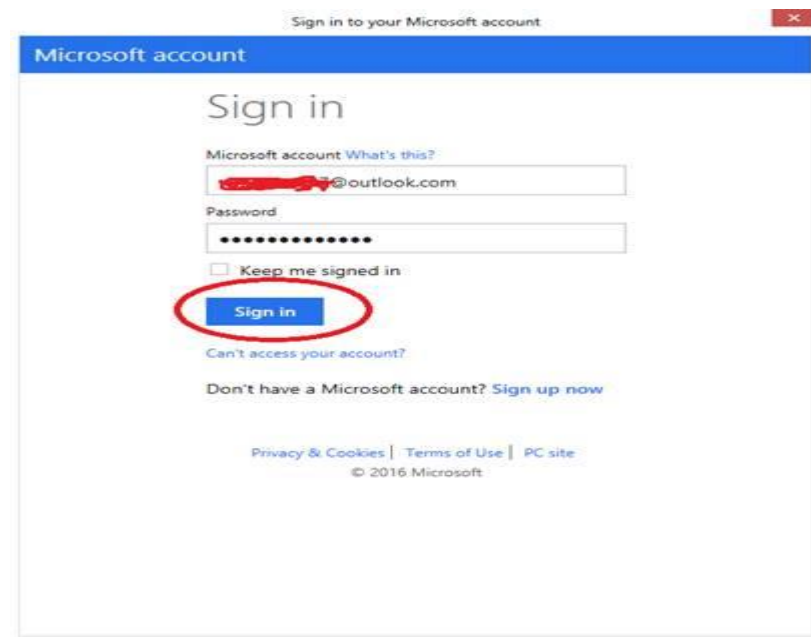 Sign in to your Microsoft account
Microsoft account
Sign in
Microsoft account What's this?
@outlook.com
Password
Keep me signed in
Sign in
Can't access your account?
Don't have a Microsoft account? Sign up now
Privacy & Cookies | Terms of Use | PC site
© 2016 Microsoft